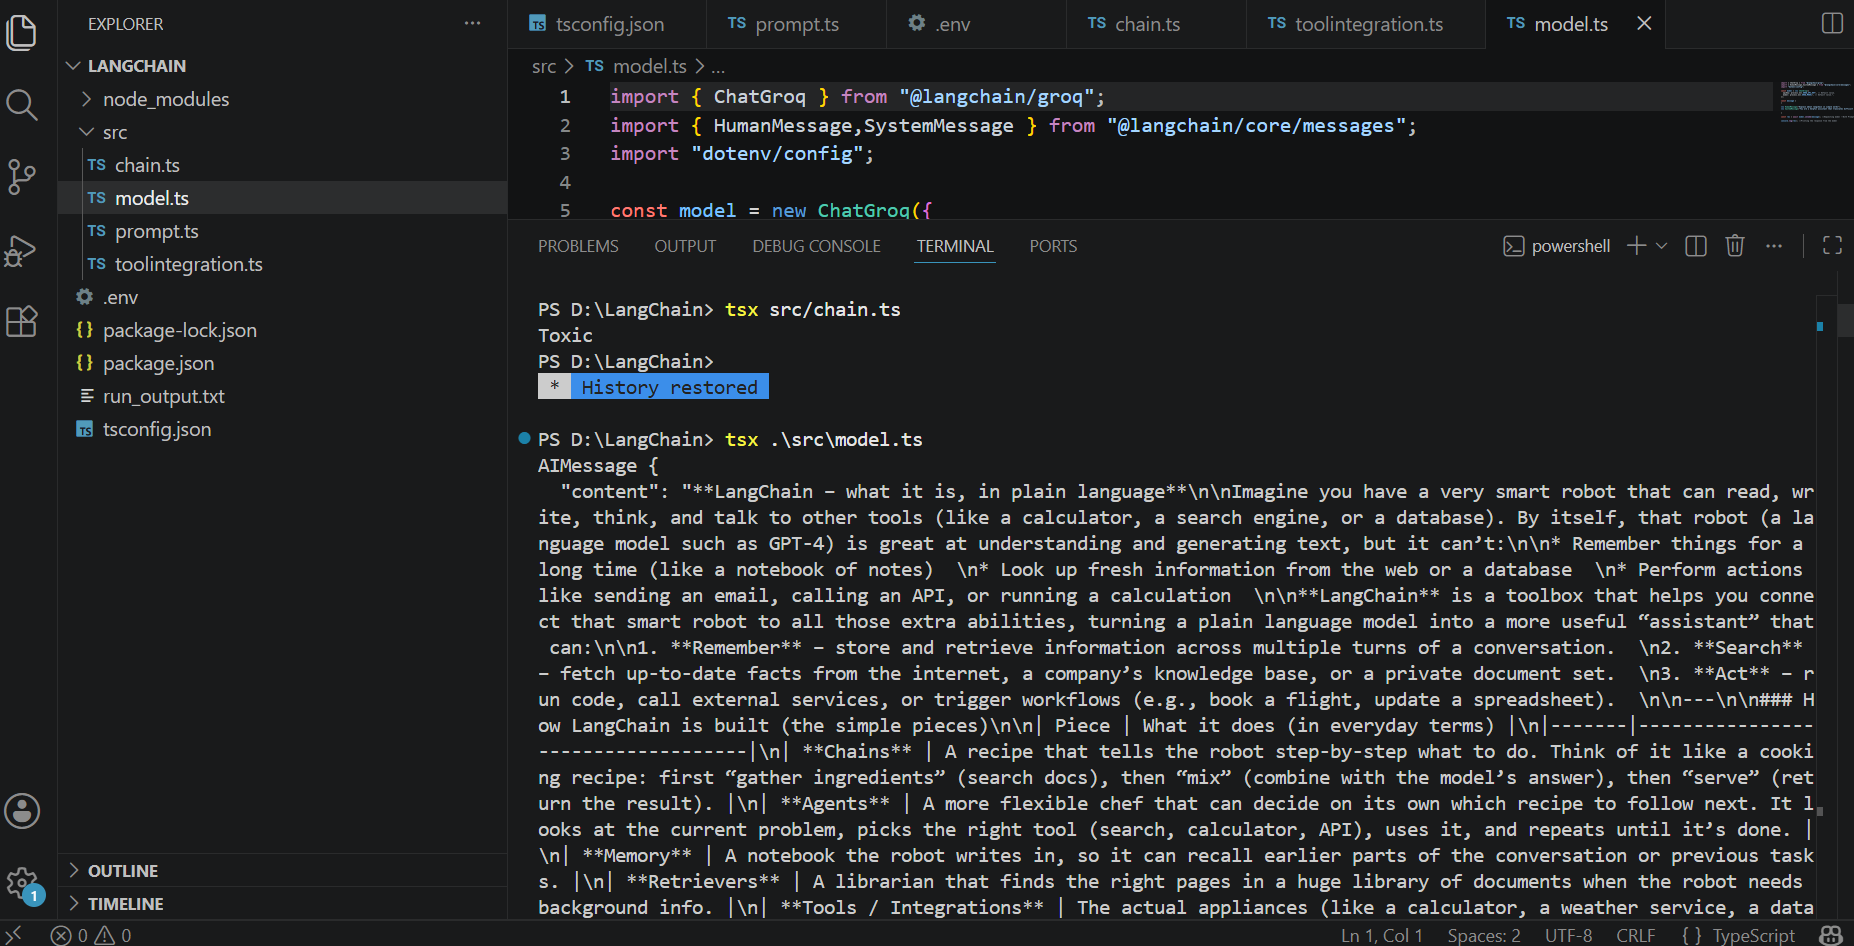 EXPLORER
LANGCHAIN
node_modules
src
TS chain.ts
TS model.ts
TS prompt.ts
TS toolintegration.ts
.env
{} package-lock.json
{} package.json
run_output.txt
TS tsconfig.json
OUTLINE
TIMELINE
1
TS tsconfig.json
TS prompt.ts
.env
TS chain.ts
TS toolintegration.ts
TS model.ts
src > TS model.ts > ...
1 import { ChatGroq } from "@langchain/groq";
2 import { HumanMessage,SystemMessage } from "@langchain/core/messages";
3 import "dotenv/config";
4
5 const model = new ChatGroq({
PROBLEMS OUTPUT DEBUG CONSOLE TERMINAL PORTS
powershell
PS D:\LangChain> tsx src/chain.ts
Toxic
PS D:\LangChain>
* History restored
PS D:\LangChain> tsx .\src\model.ts
AIMessage {
"content": "**LangChain – what it is, in plain language**\n\nImagine you have a very smart robot that can read, wr
ite, think, and talk to other tools (like a calculator, a search engine, or a database). By itself, that robot (a la
nguage model such as GPT-4) is great at understanding and generating text, but it can’t:\n\n* Remember things for a
long time (like a notebook of notes)  \n* Look up fresh information from the web or a database  \n* Perform actions
like sending an email, calling an API, or running a calculation  \n\n**LangChain** is a toolbox that helps you conne
ct that smart robot to all those extra abilities, turning a plain language model into a more useful “assistant” that
can:\n\n1. **Remember** – store and retrieve information across multiple turns of a conversation.  \n2. **Search**
– fetch up-to-date facts from the internet, a company’s knowledge base, or a private document set.  \n3. **Act** – r
un code, call external services, or trigger workflows (e.g., book a flight, update a spreadsheet).  \n\n---\n\n### H
ow LangChain is built (the simple pieces)\n\n| Piece | What it does (in everyday terms) |\n|-------|----------------
-------------------|\n| **Chains** | A recipe that tells the robot step-by-step what to do. Think of it like a cooki
ng recipe: first “gather ingredients” (search docs), then “mix” (combine with the model’s answer), then “serve” (ret
urn the result). |\n| **Agents** | A more flexible chef that can decide on its own which recipe to follow next. It l
ooks at the current problem, picks the right tool (search, calculator, API), uses it, and repeats until it’s done. |
\n| **Memory** | A notebook the robot writes in, so it can recall earlier parts of the conversation or previous task
s. |\n| **Retrievers** | A librarian that finds the right pages in a huge library of documents when the robot needs
background info. |\n| **Tools / Integrations** | The actual appliances (like a calculator, a weather service, a data
0 0
Ln 1, Col 1 Spaces: 2 UTF-8 CRLF {} TypeScript